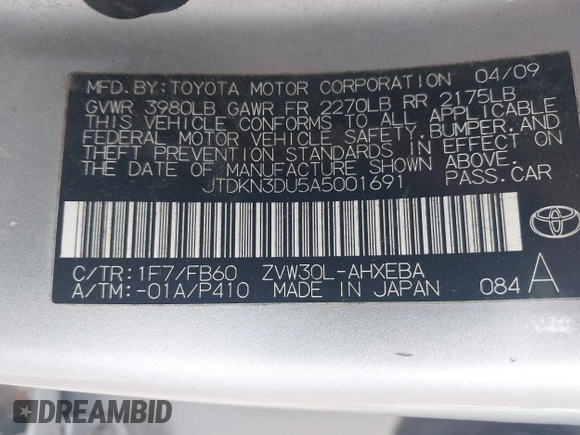 MFD. BY: TOYOTA MOTOR CORPORATION 04/09
GVWR 3980LB GAWR FR 2270LB RR 2175LB
THIS VEHICLE CONFORMS TO ALL APPLICABLE
FEDERAL MOTOR VEHICLE SAFETY, BUMPER, AND
THEFT PREVENTION STANDARDS IN EFFECT ON
THE DATE OF MANUFACTURE SHOWN ABOVE.
JTDKN3DU5A5001691 PASS. CAR
TOYOTA
C/TR: 1F7/FB60 ZVW30L-AHXEBA
A/TM: -01A/P410 MADE IN JAPAN 084 A
DREAMBID